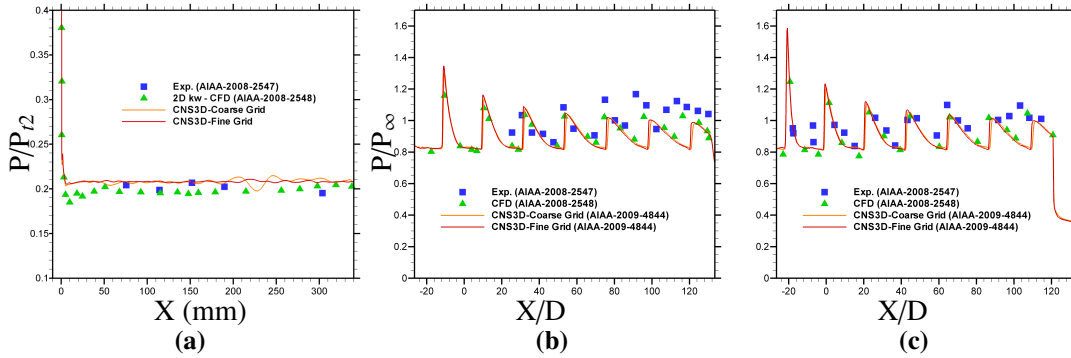 P/Pt2
0.4
0.35
0.3
0.25
0.2
0.15
0.1
Exp. (AIAA-2008-2547)
2D kw - CFD (AIAA-2008-2548)
CNS3D-Coarse Grid
CNS3D-Fine Grid
0 50 100 150 200 250 300
X (mm)
(a)
P/P∞
1.6
1.4
1.2
1
0.8
0.6
0.4
0.2
0
Exp. (AIAA-2008-2547)
CFD (AIAA-2008-2548)
CNS3D-Coarse Grid (AIAA-2009-4844)
CNS3D-Fine Grid (AIAA-2009-4844)
-20 0 20 40 60 80 100 120
X/D
(b)
1.6
1.4
1.2
1
0.8
0.6
0.4
0.2
0
Exp. (AIAA-2008-2547)
CFD (AIAA-2008-2548)
CNS3D-Coarse Grid (AIAA-2009-4844)
CNS3D-Fine Grid (AIAA-2009-4844)
-20 0 20 40 60 80 100 120
X/D
(c)